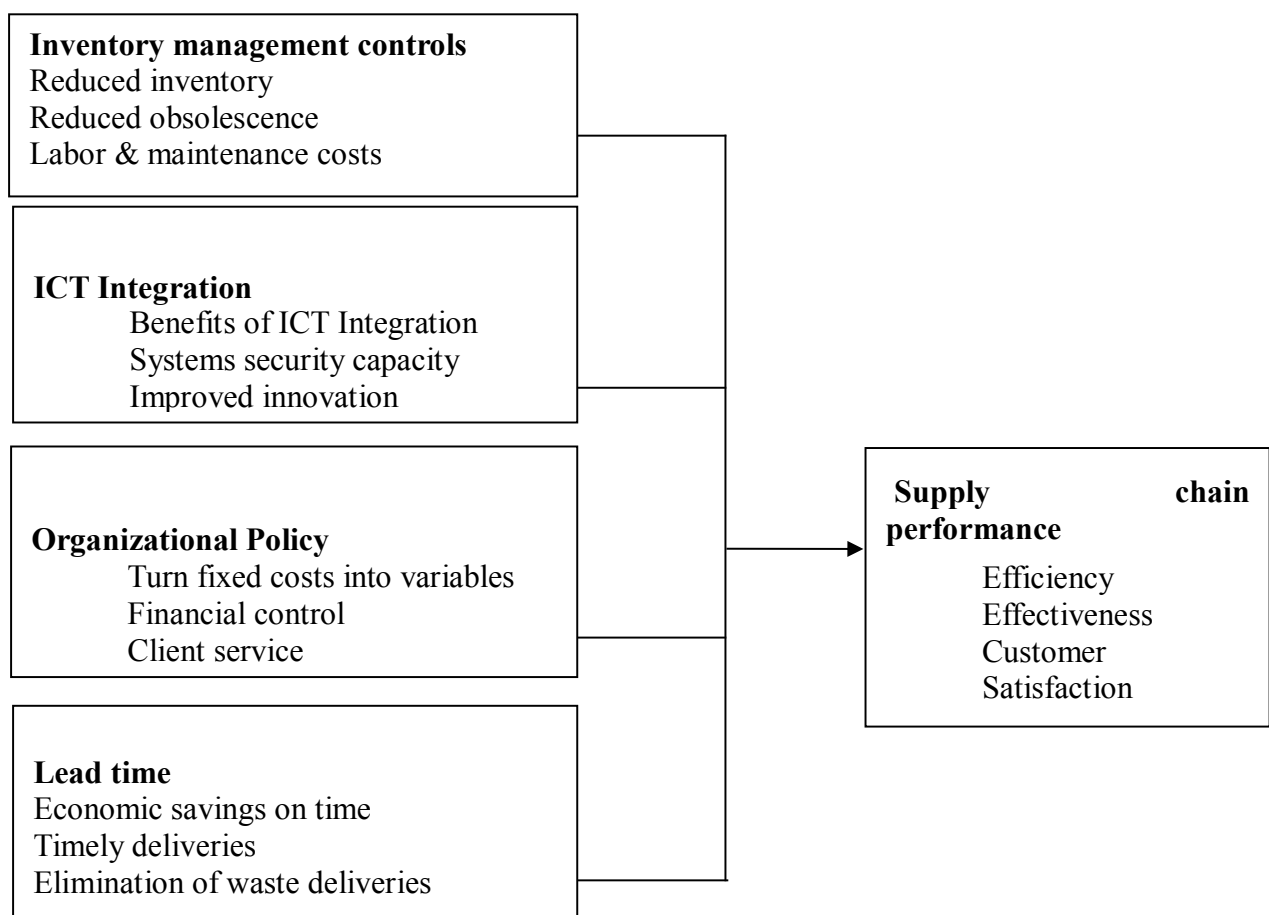 Inventory management controls
Reduced inventory
Reduced obsolescence
Labor & maintenance costs
ICT Integration
Benefits of ICT Integration
Systems security capacity
Improved innovation
Organizational Policy
Turn fixed costs into variables
Financial control
Client service
Lead time
Economic savings on time
Timely deliveries
Elimination of waste deliveries
Supply chain
performance
Efficiency
Effectiveness
Customer
Satisfaction